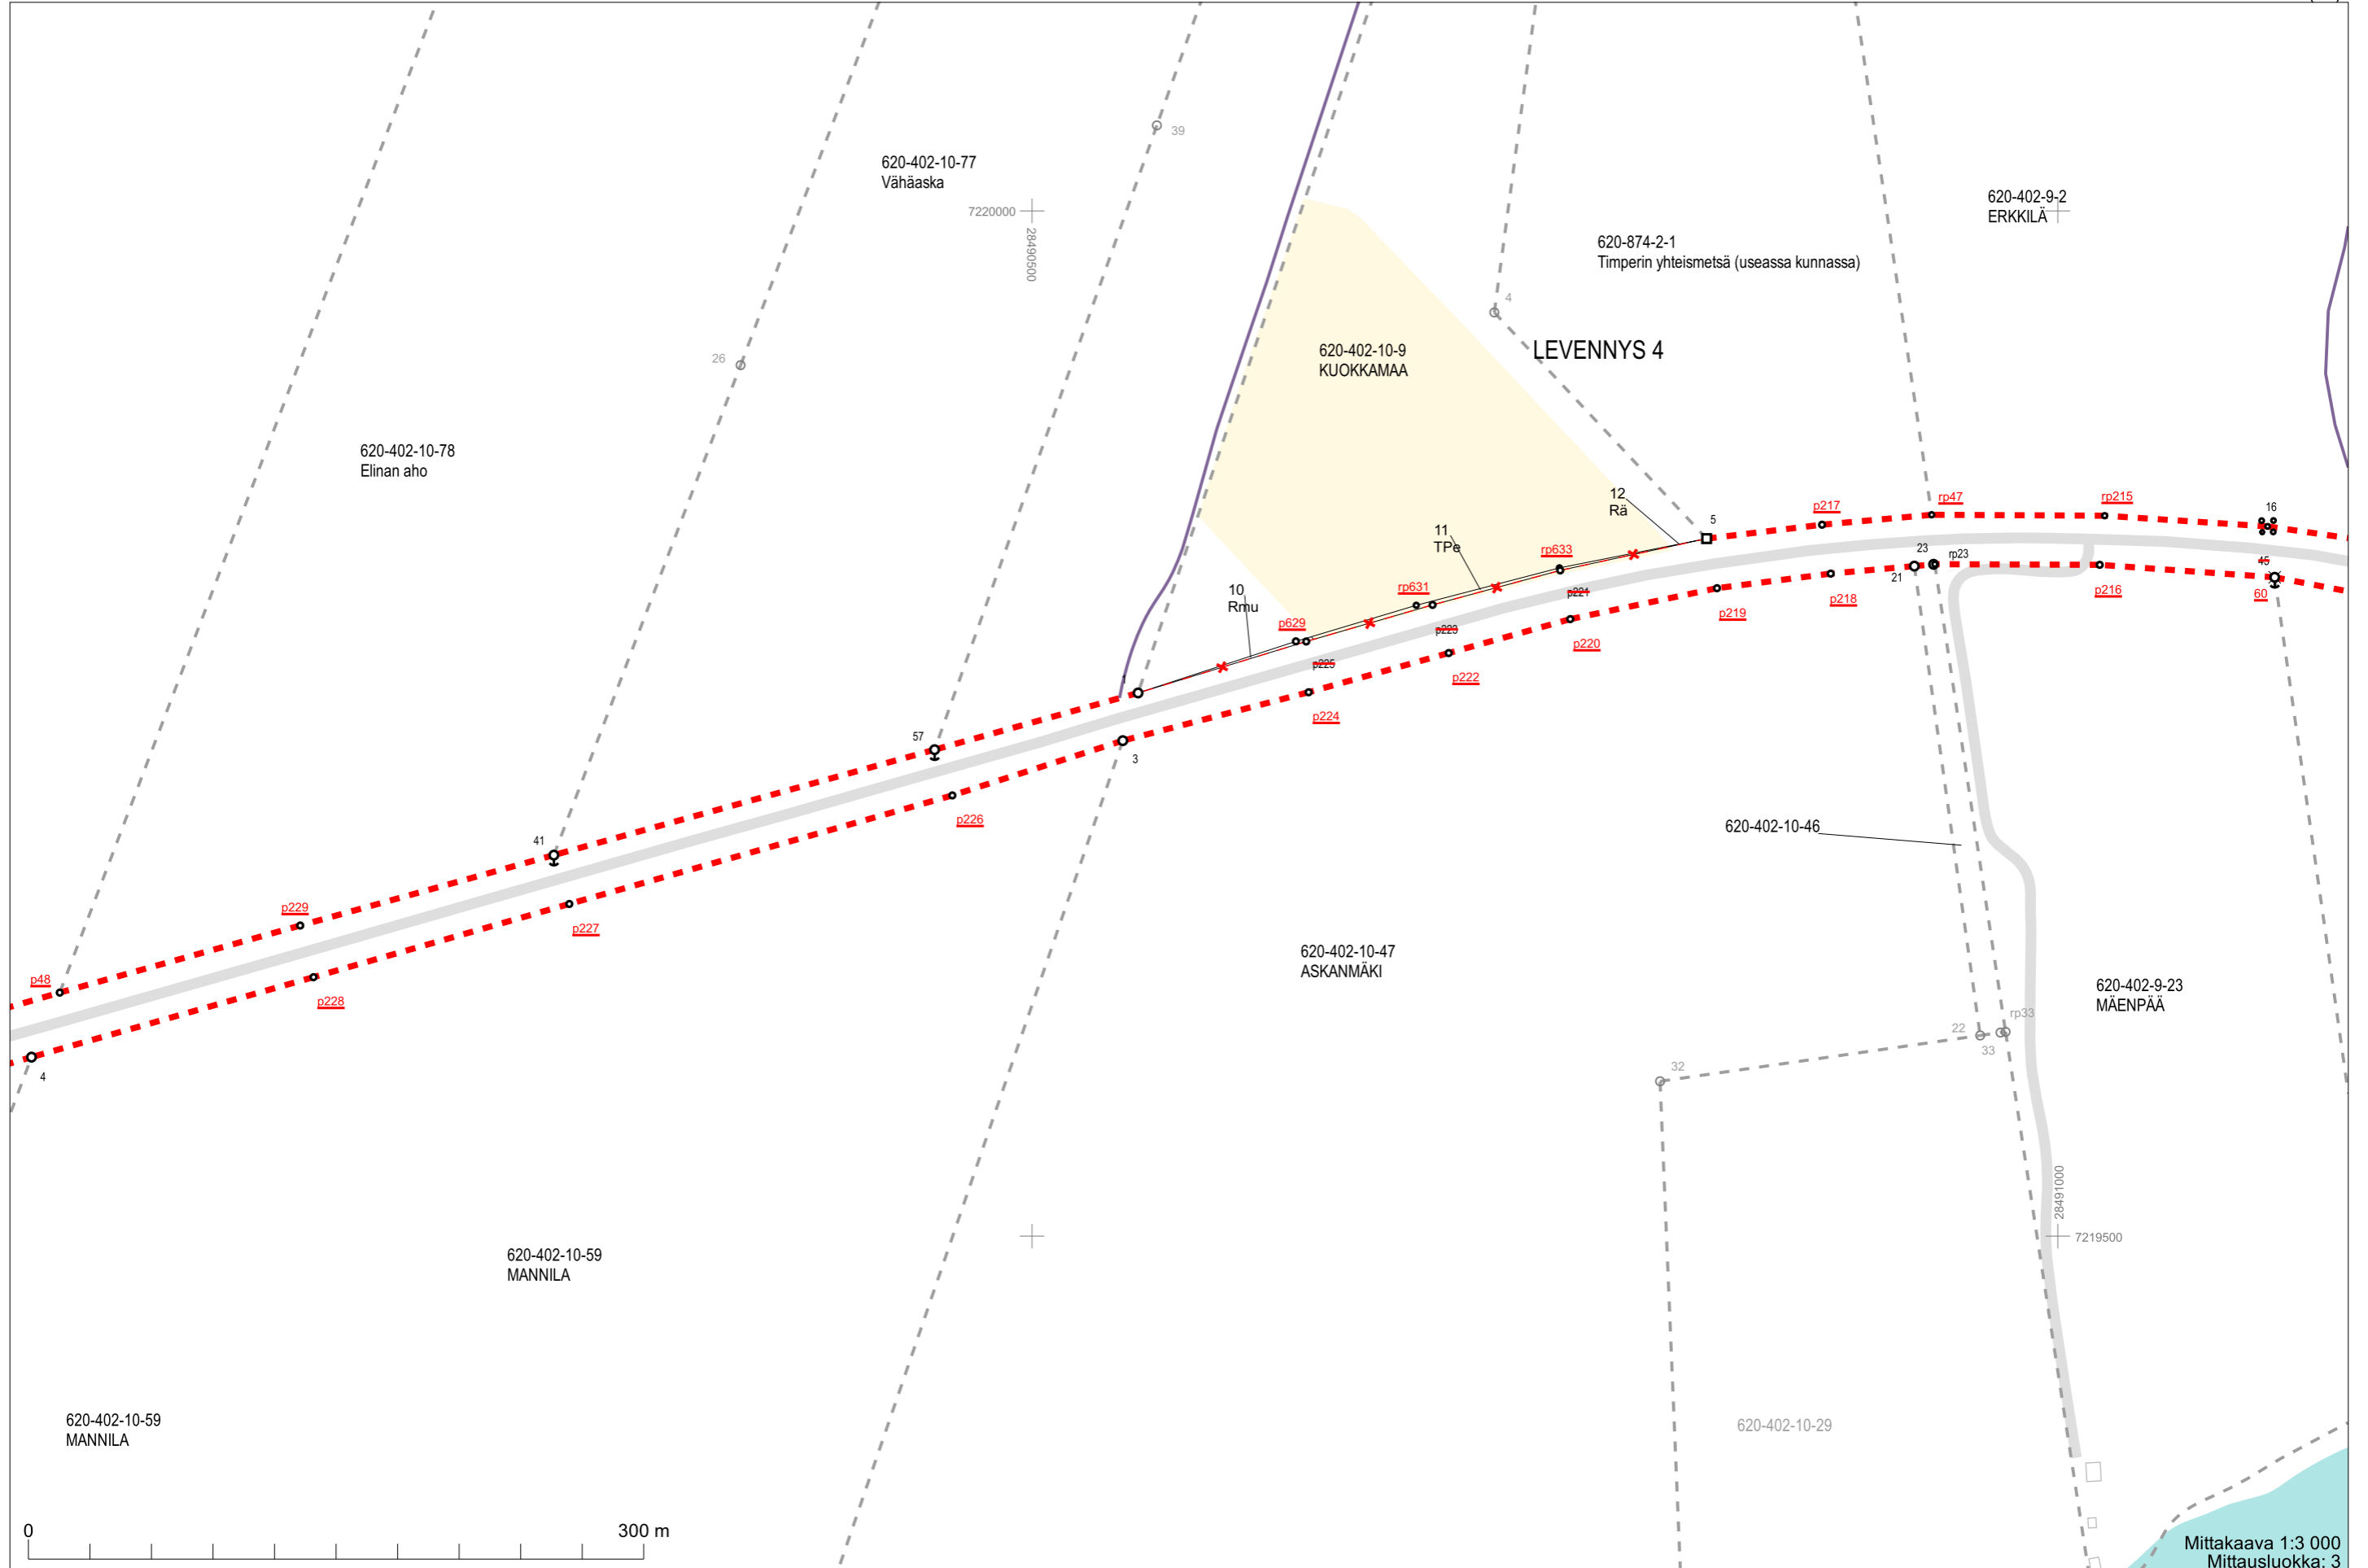 39
620-402-10-77
Vähäaska
7220000
28490500
620-402-9-2
ERKKILÄ
620-874-2-1
Timperin yhteismetsä (useassa kunnassa)
4
LEVENNYS 4
620-402-10-9
KUOKKAMAA
26
620-402-10-78
Elinan aho
12
Rä
5
p217
rp47
rp215
16
11
TPe
rp633
23
rp23
21
45
60
p216
p218
p219
p221
p220
10
Rmu
rp631
p629
p223
p225
p222
p224
1
57
3
p226
41
620-402-10-46
p229
p227
p48
p228
4
620-402-10-47
ASKANMÄKI
620-402-9-23
MÄENPÄÄ
rp33
22
33
32
28491000
7219500
620-402-10-59
MANNILA
620-402-10-59
MANNILA
620-402-10-29
0
300 m
Mittakaava 1:3 000
Mittausluokka: 3